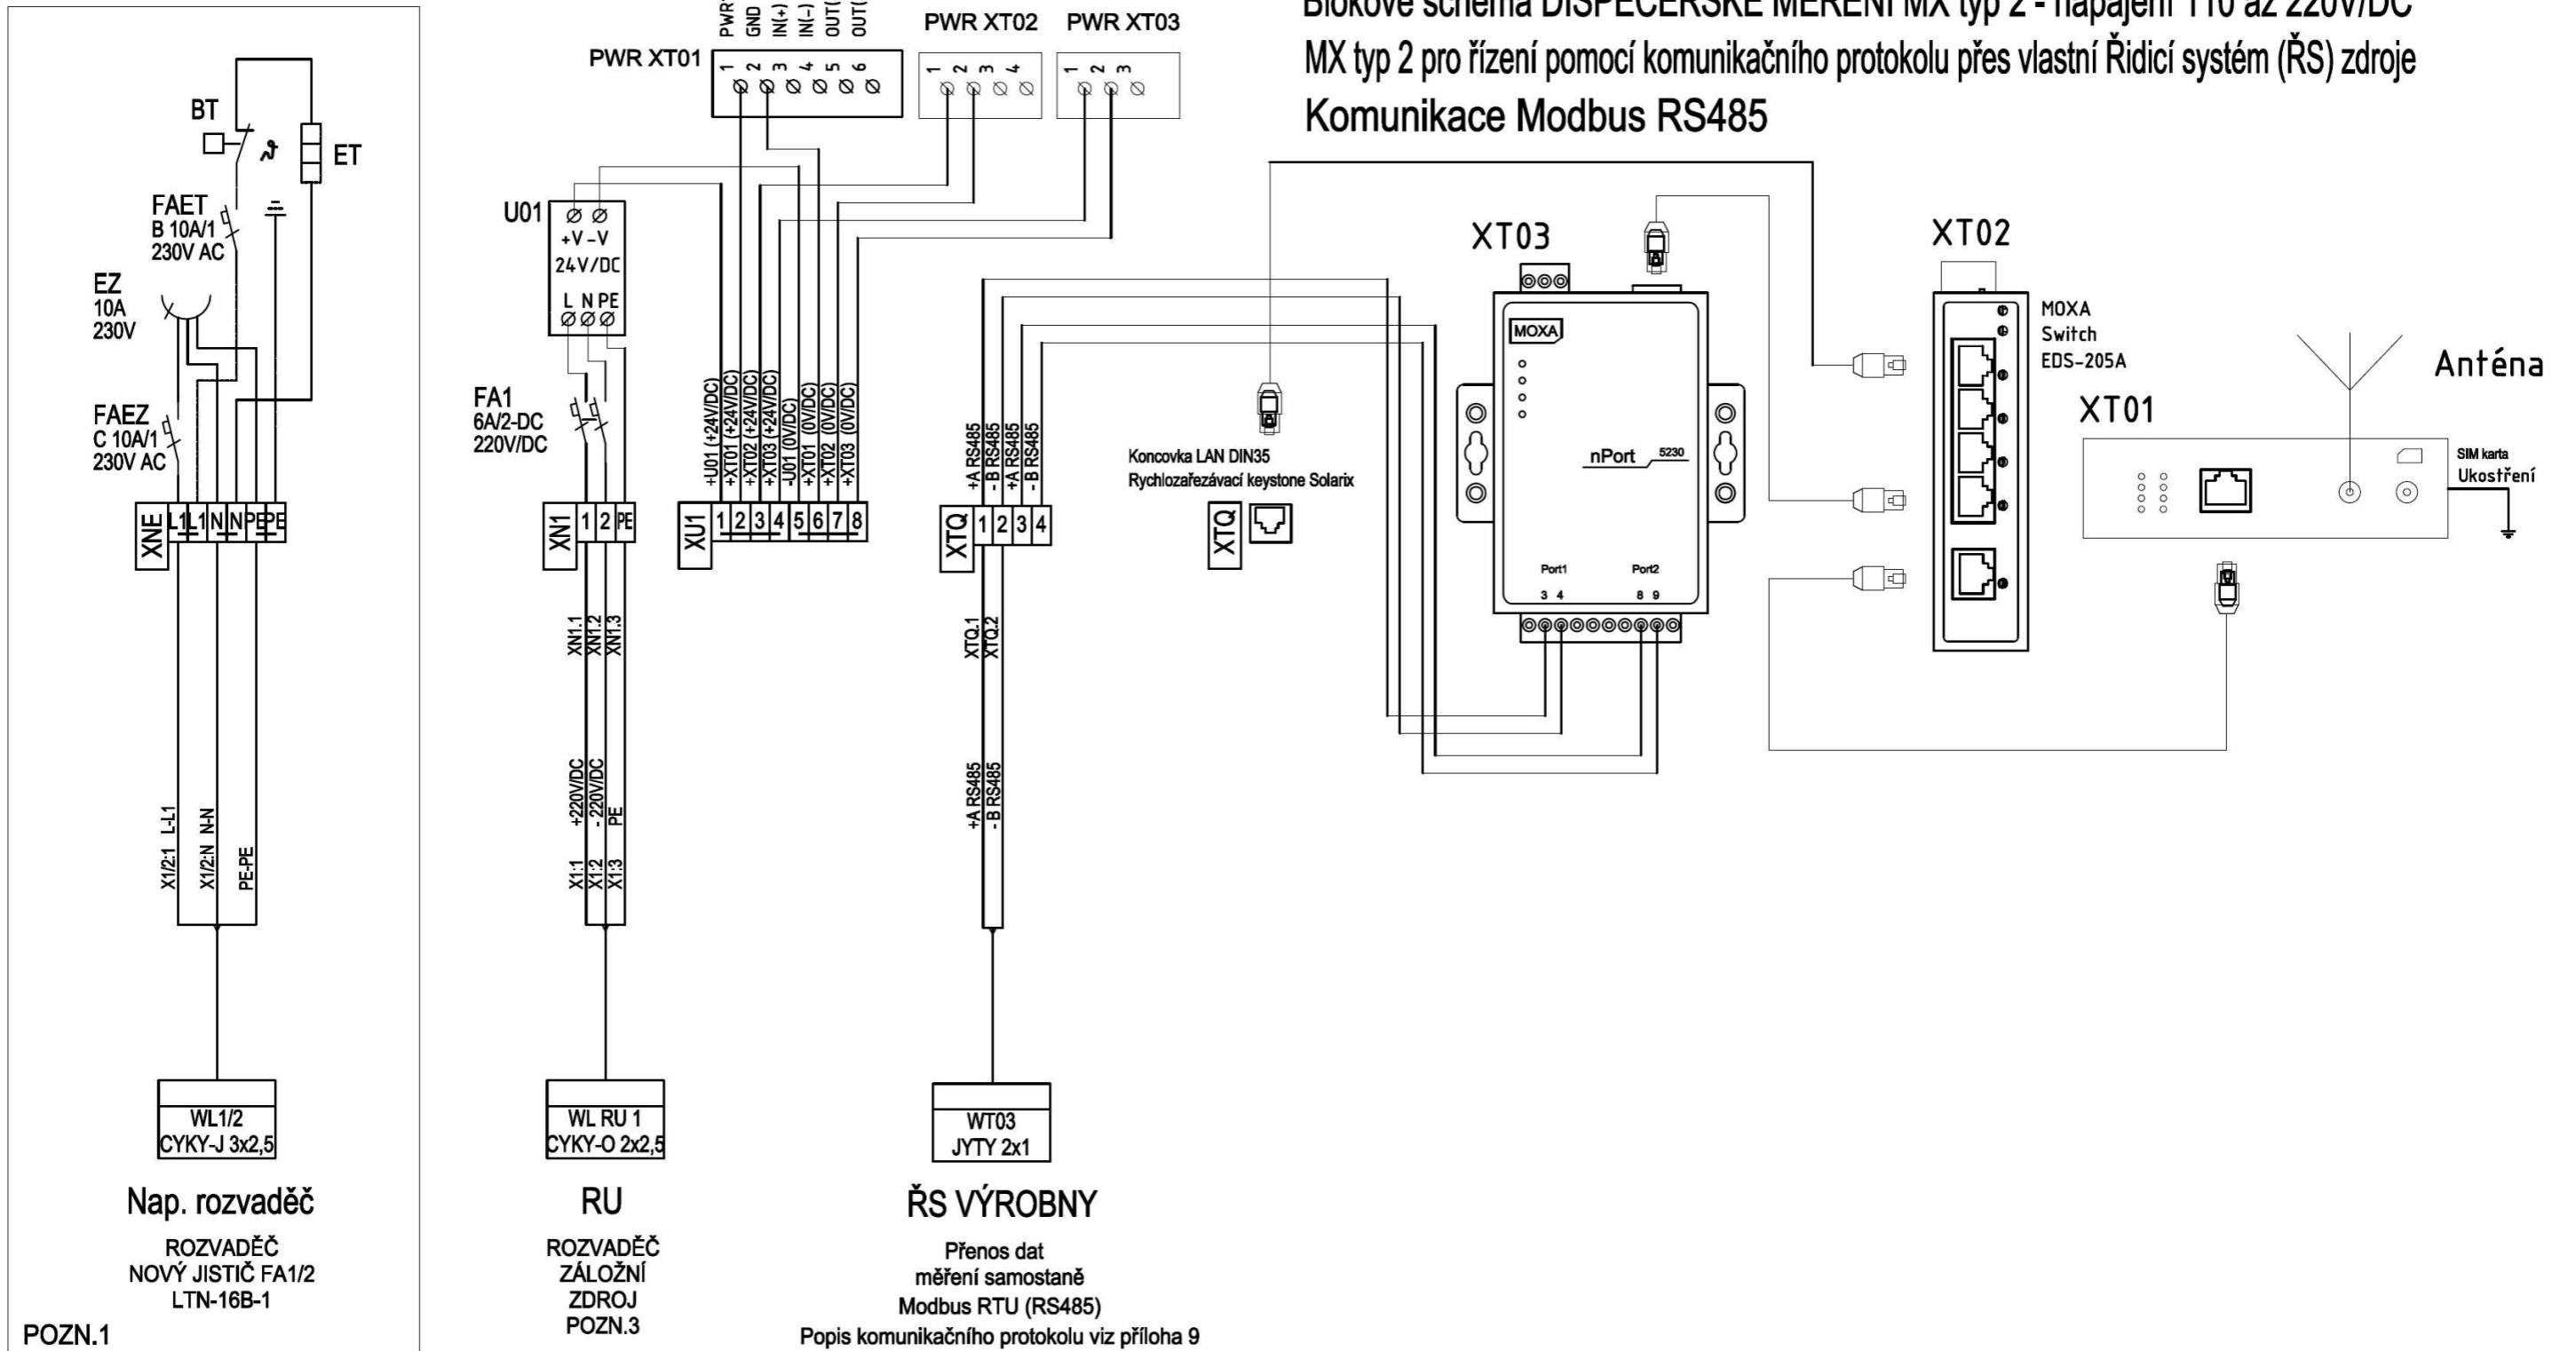 Blokové schéma DISPEČERSKÉ MĚŘENÍ MX typ 2 - napájení 110 až 220V/DC
MX typ 2 pro řízení pomocí komunikačního protokolu přes vlastní Řidicí systém (ŘS) zdroje
Komunikace Modbus RS485
BT
ET
FAET
B 10A/1
230V AC
EZ
10A
230V
FAEZ
C 10A/1
230V AC
XNE
L1 L1 N N PE PE
X1/2:1 L-L1
X1/2:N N-N
PE-PE
WL1/2
CYKY-J 3x2,5
Nap. rozvaděč
ROZVADĚČ
NOVÝ JISTIČ FA1/2
LTN-16B-1
POZN.1
PWR XT01
GND
IN(+)
IN(-)
1 2 3 4 5 6
PWR XT02
1 2 3 4
PWR XT03
1 2 3
U01
+V -V
24V/DC
L N PE
FA1
6A/2-DC
220V/DC
XN1
1 2 PE
XN1.1
XN1.2
XN1.3
+220V/DC
- 220V/DC
PE
X1:1
X1:2
X1:3
WL RU 1
CYKY-O 2x2,5
RU
ROZVADĚČ
ZÁLOŽNÍ
ZDROJ
POZN.3
+U01 (+24V/DC)
+XT01 (+24V/DC)
+XT02 (+24V/DC)
+XT03 (+24V/DC)
-U01 (0V/DC)
+XT01 (0V/DC)
+XT02 (0V/DC)
+XT03 (0V/DC)
XU1
1 2 3 4 5 6 7 8
+A RS485
- B RS485
+A RS485
- B RS485
XTQ
1 2 3 4
XTQ.1
XTQ.2
+A RS485
- B RS485
WT03
JYTY 2x1
ŘS VÝROBNY
Přenos dat
měření samostaně
Modbus RTU (RS485)
Popis komunikačního protokolu viz příloha 9
Koncovka LAN DIN35
Rychlozařezávací keystone Solarix
XTQ
XT03
MOXA
nPort 5230
Port1 Port2
3 4 8 9
XT02
MOXA
Switch
EDS-205A
Anténa
XT01
SIM karta
Ukostření